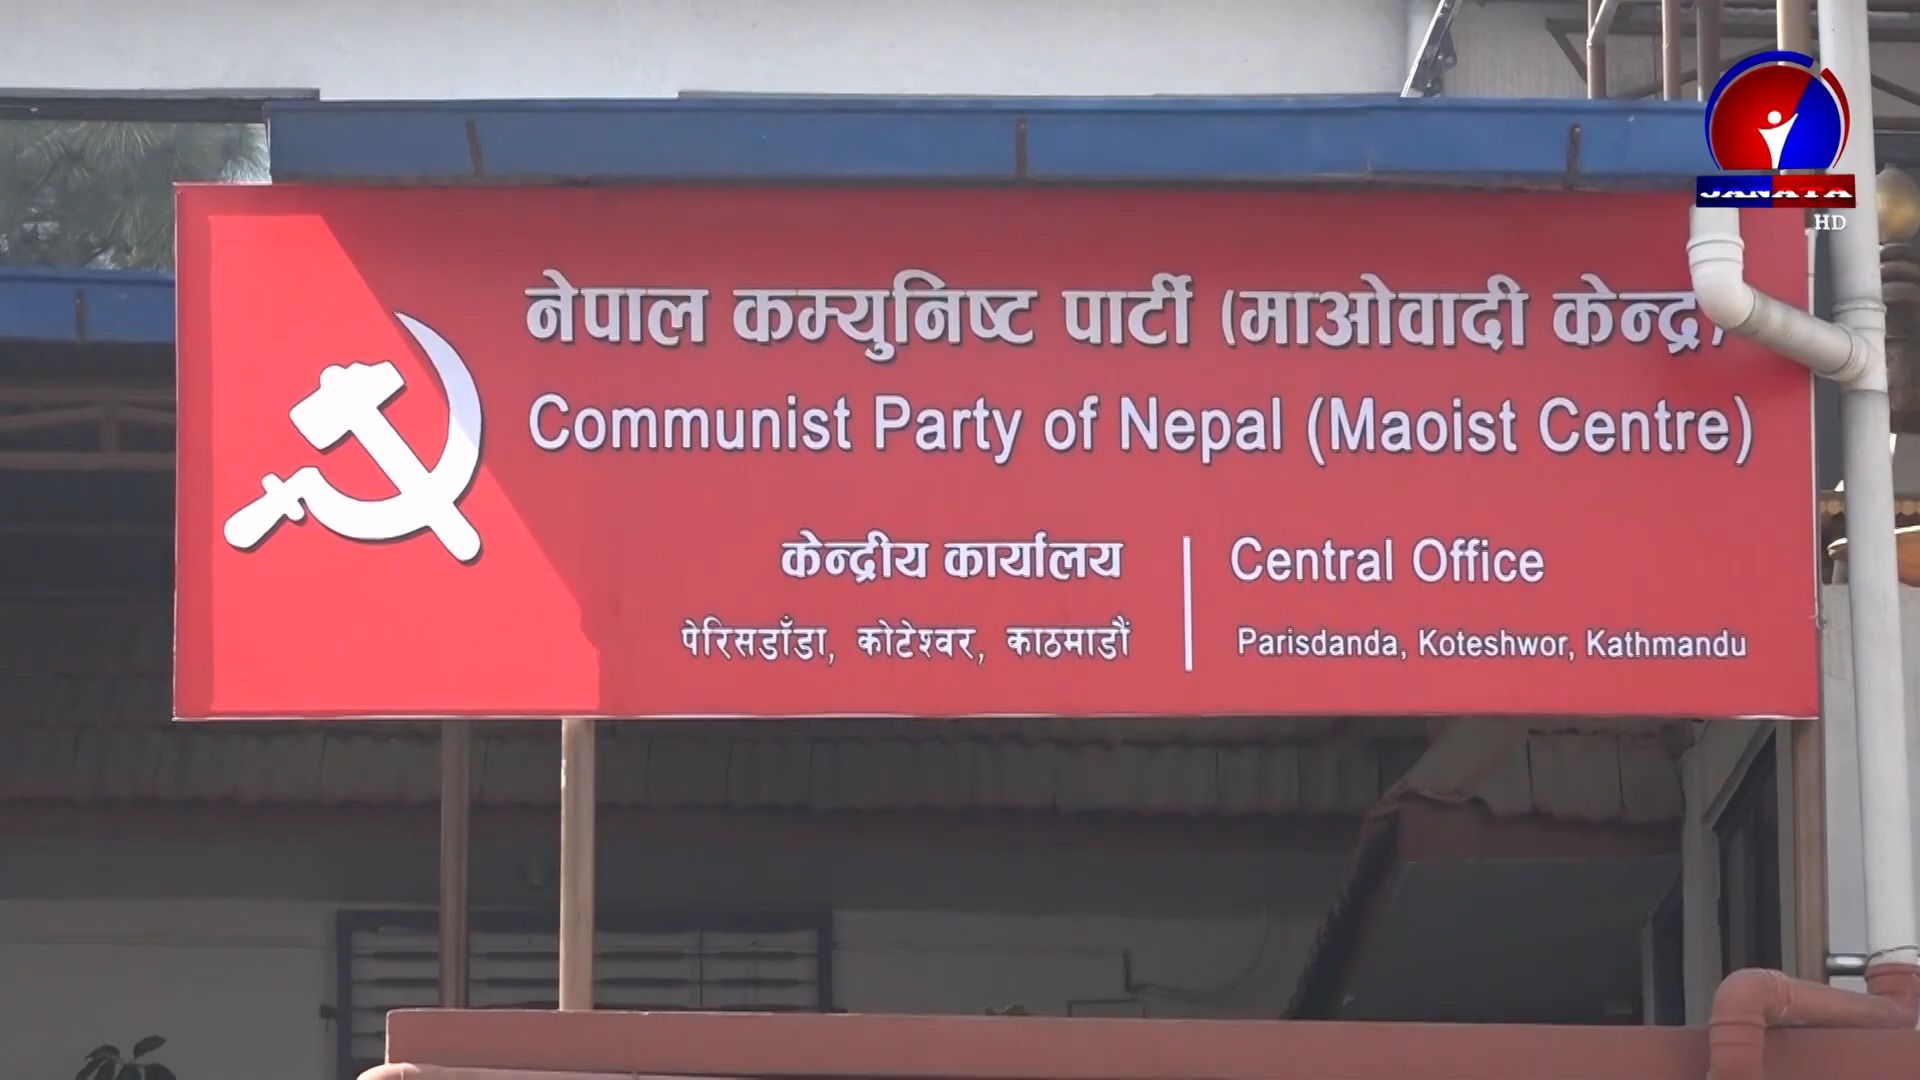 नेपाल कम्युनिष्ट पार्टी (माओवादी केन्द्र)
Communist Party of Nepal (Maoist Centre)
केन्द्रीय कार्यालय
पेरिसडाँडा, कोटेश्वर, काठमाडौं
Central Office
Parisdanda, Koteshwor, Kathmandu
JANATA
HD